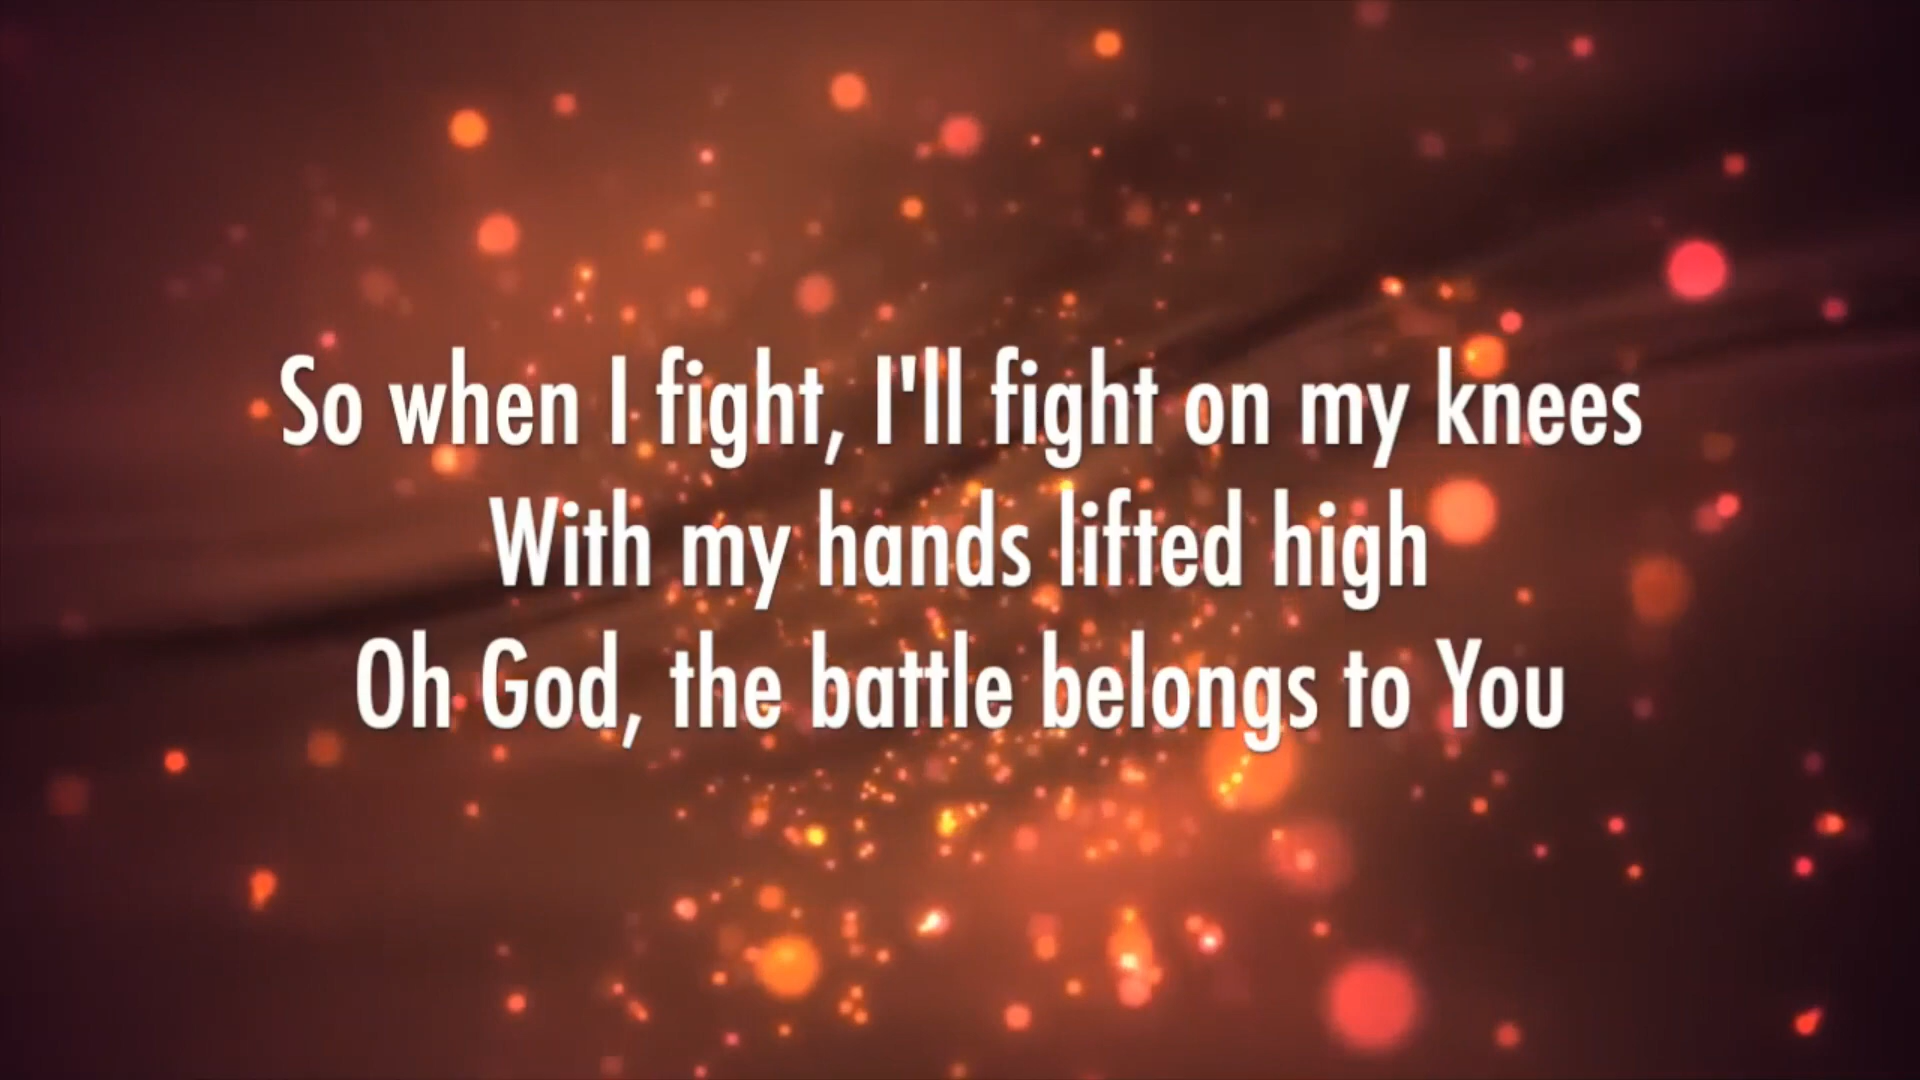 So when I fight, I'll fight on my knees
With my hands lifted high
Oh God, the battle belongs to You